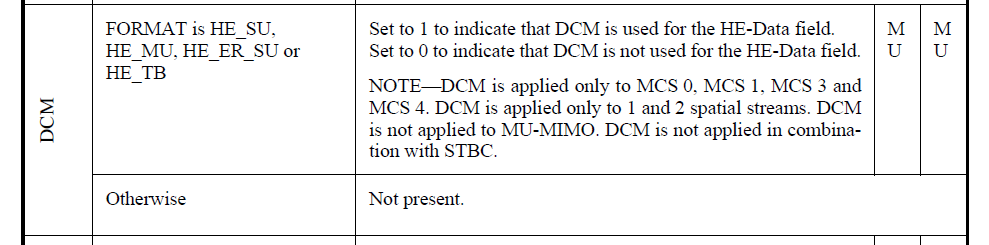 DCM
FORMAT is HE_SU,
HE_MU, HE_ER_SU or
HE_TB
Set to 1 to indicate that DCM is used for the HE-Data field.
Set to 0 to indicate that DCM is not used for the HE-Data field.
NOTE—DCM is applied only to MCS 0, MCS 1, MCS 3 and
MCS 4. DCM is applied only to 1 and 2 spatial streams. DCM
is not applied to MU-MIMO. DCM is not applied in combina-
tion with STBC.
M
U
M
U
Otherwise
Not present.